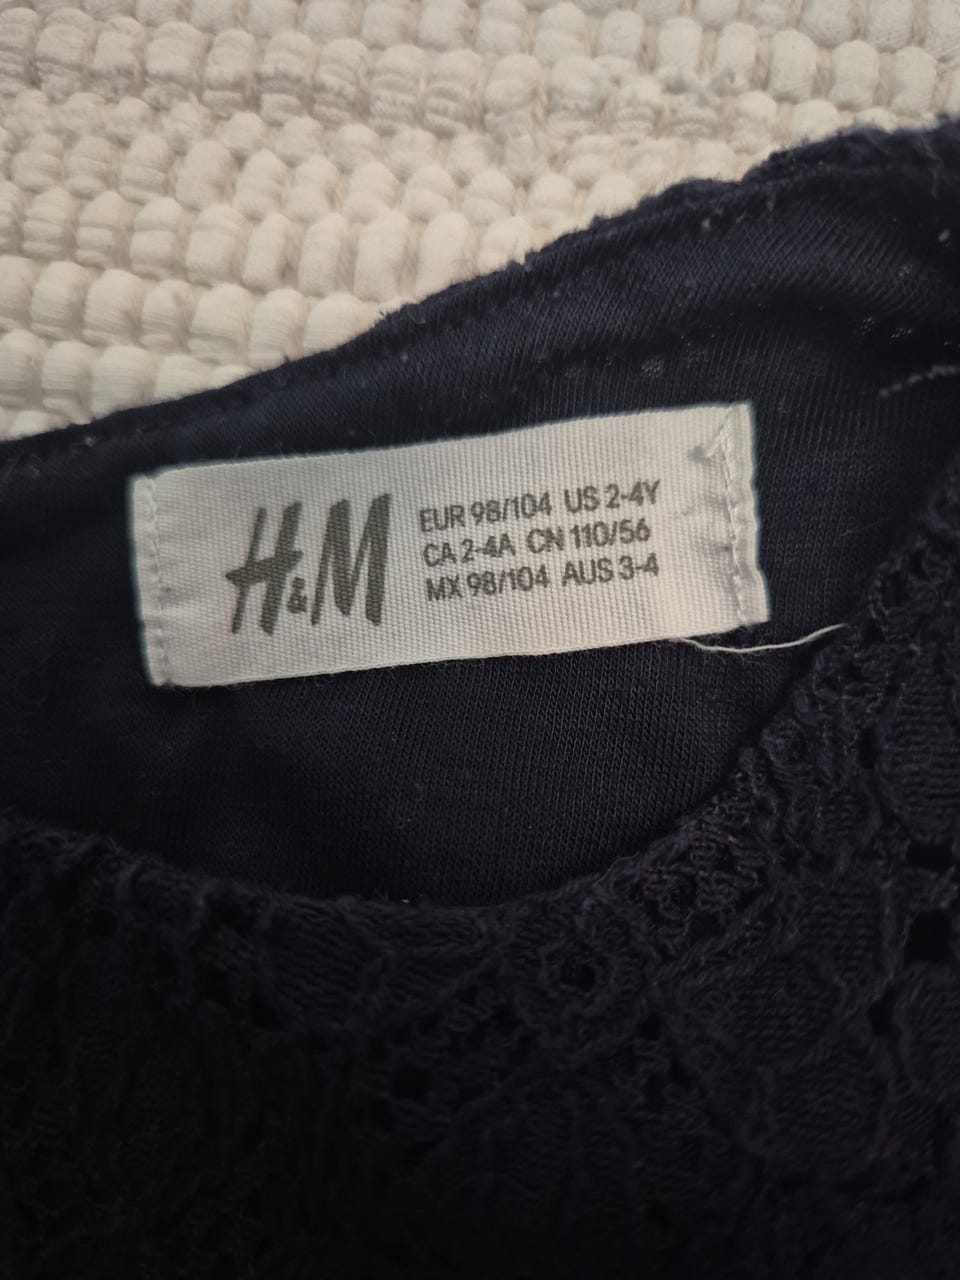 H&M
EUR 98/104 US 2-4Y
CA 2-4A CN 110/56
MX 98/104 AUS 3-4